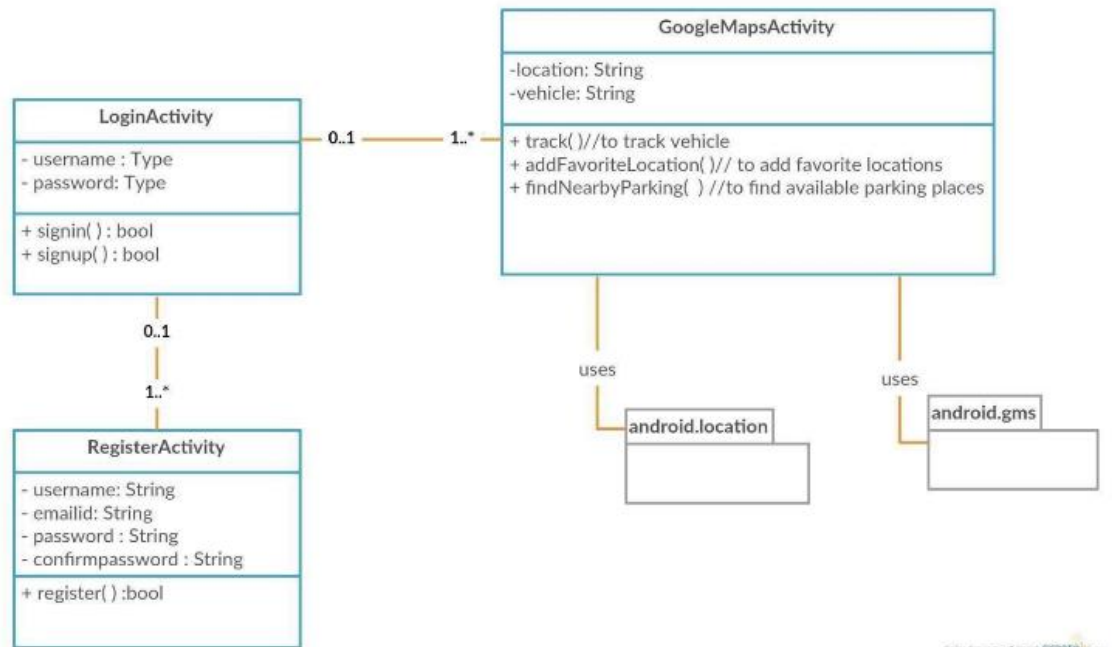 GoogleMapsActivity
-location: String
-vehicle: String
+ track( )//to track vehicle
+ addFavoriteLocation( )// to add favorite locations
+ findNearbyParking(  ) //to find available parking places
LoginActivity
- username : Type
- password: Type
+ signin( ) : bool
+ signup( ) : bool
0..1
1..*
0..1
1..*
RegisterActivity
- username: String
- emailid: String
- password : String
- confirmpassword : String
+ register( ) :bool
uses
android.location
uses
android.gms